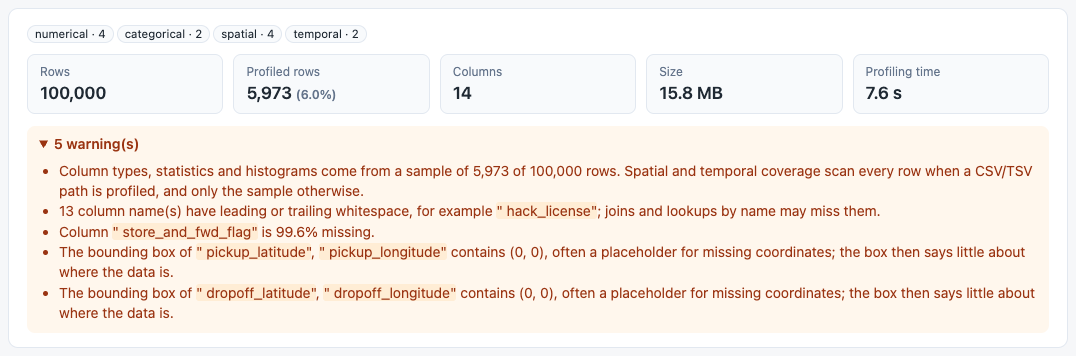 numerical · 4 categorical · 2 spatial · 4 temporal · 2
Rows
100,000
Profiled rows
5,973 (6.0%)
Columns
14
Size
15.8 MB
Profiling time
7.6 s
▼ 5 warning(s)
• Column types, statistics and histograms come from a sample of 5,973 of 100,000 rows. Spatial and temporal coverage scan every row when a CSV/TSV
path is profiled, and only the sample otherwise.
• 13 column name(s) have leading or trailing whitespace, for example " hack_license"; joins and lookups by name may miss them.
• Column " store_and_fwd_flag" is 99.6% missing.
• The bounding box of " pickup_latitude", " pickup_longitude" contains (0, 0), often a placeholder for missing coordinates; the box then says little about
where the data is.
• The bounding box of " dropoff_latitude", " dropoff_longitude" contains (0, 0), often a placeholder for missing coordinates; the box then says little about
where the data is.